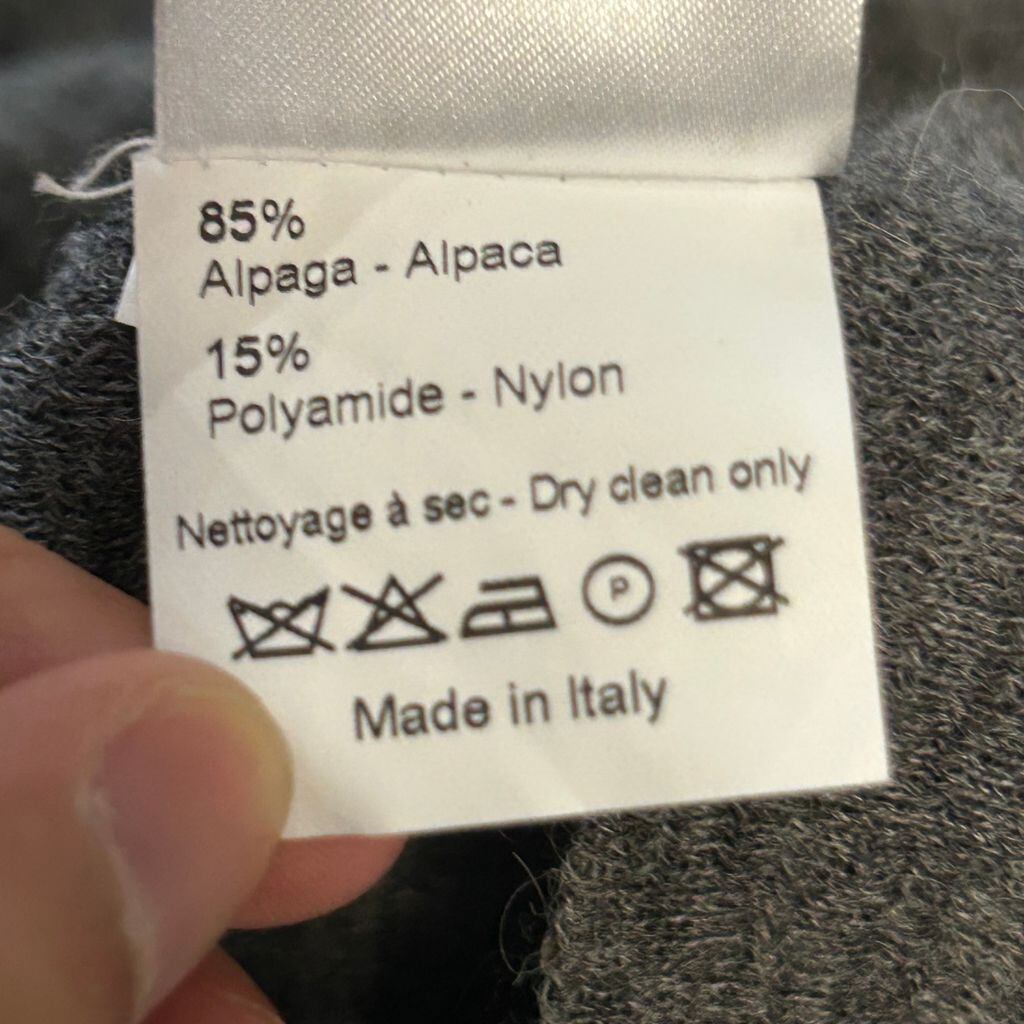 85%
Alpaga - Alpaca
15%
Polyamide - Nylon
Nettoyage à sec - Dry clean only
P
Made in Italy